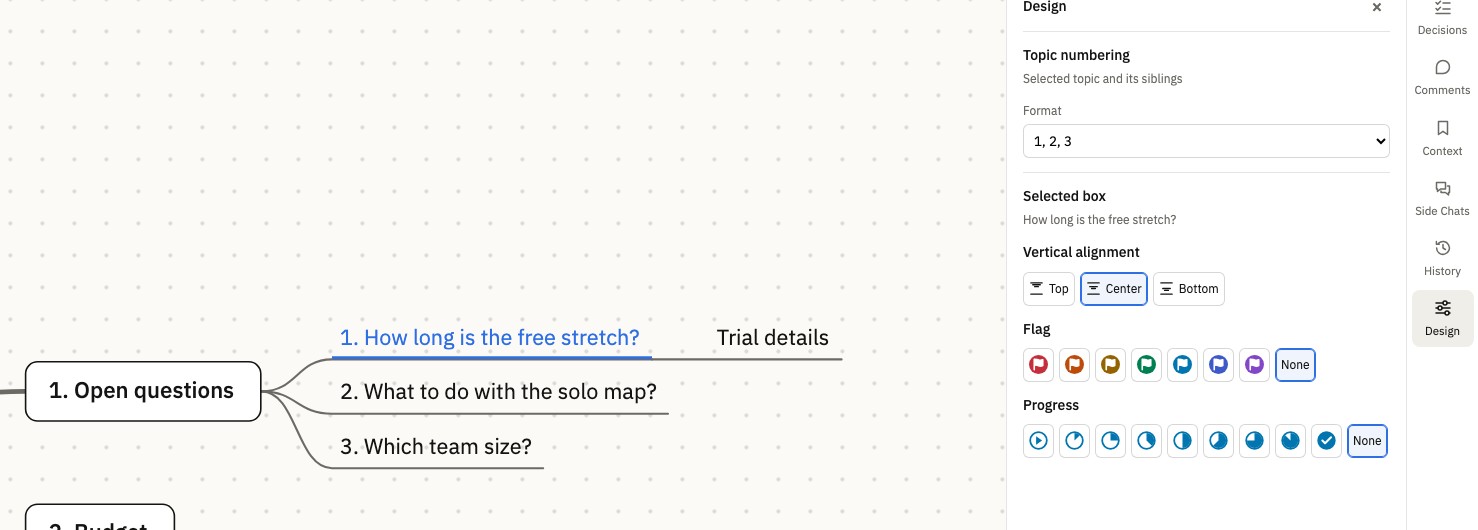 Design
Decisions
Topic numbering
Selected topic and its siblings
Comments
Format
1, 2, 3
Context
Selected box
How long is the free stretch?
Side Chats
Vertical alignment
History
Top
Center
Bottom
Design
Flag
None
Progress
None
1. Open questions
1. How long is the free stretch?
Trial details
2. What to do with the solo map?
3. Which team size?
2. Budget